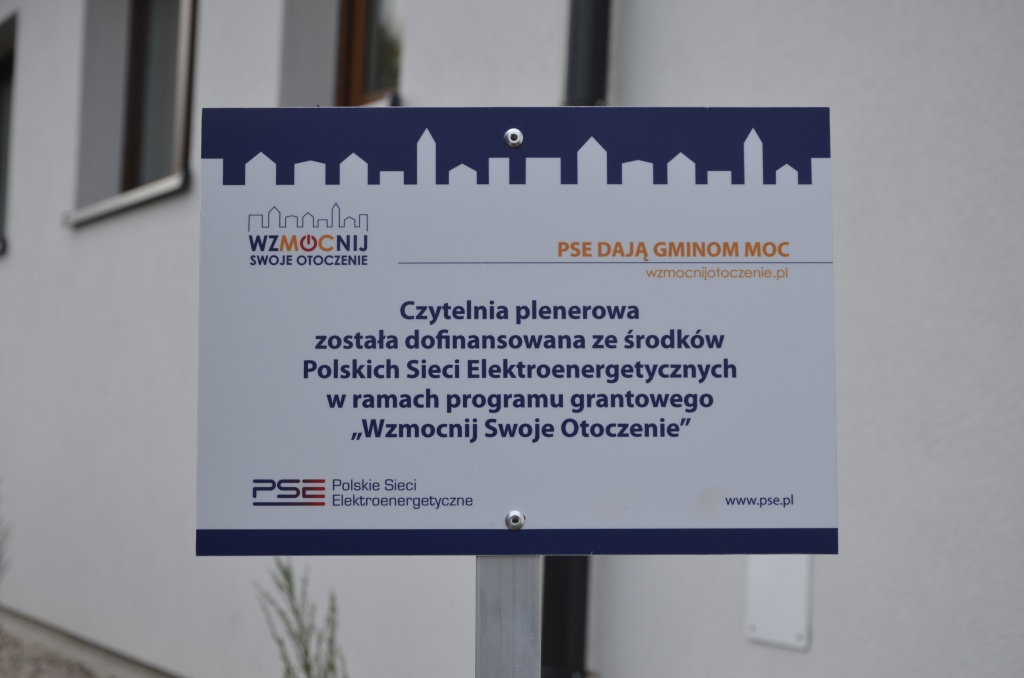 WZMOCNIJ
SWOJE OTOCZENIE
PSE DAJĄ GMINOM MOC
wzmocnijotoczenie.pl
Czytelnia plenerowa
została dofinansowana ze środków
Polskich Sieci Elektroenergetycznych
w ramach programu grantowego
„Wzmocnij Swoje Otoczenie”
PSE Polskie Sieci
Elektroenergetyczne
www.pse.pl